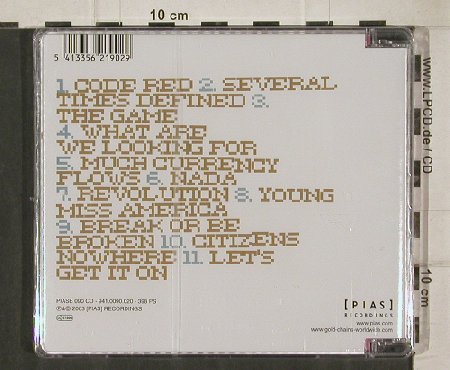 10 cm
5 413356 219022
1. CODE RED 2. SEVERAL
TIMES DEFINED 3.
THE GAME
4. WHAT ARE
WE LOOKING FOR
5. MUCH CURRENCY
FLOWS 6. NADA
7. REVOLUTION 8. YOUNG
MISS AMERICA
9. BREAK OR BE
BROKEN 10. CITIZENS
NOWHERE 11. LET'S
GET IT ON
℗ & © 2003 [PIAS] RECORDINGS
[PIAS]
RECORDINGS
www.pias.com
www.gold-chains-worldwide.com
www.LPCD.de / CD
10 cm